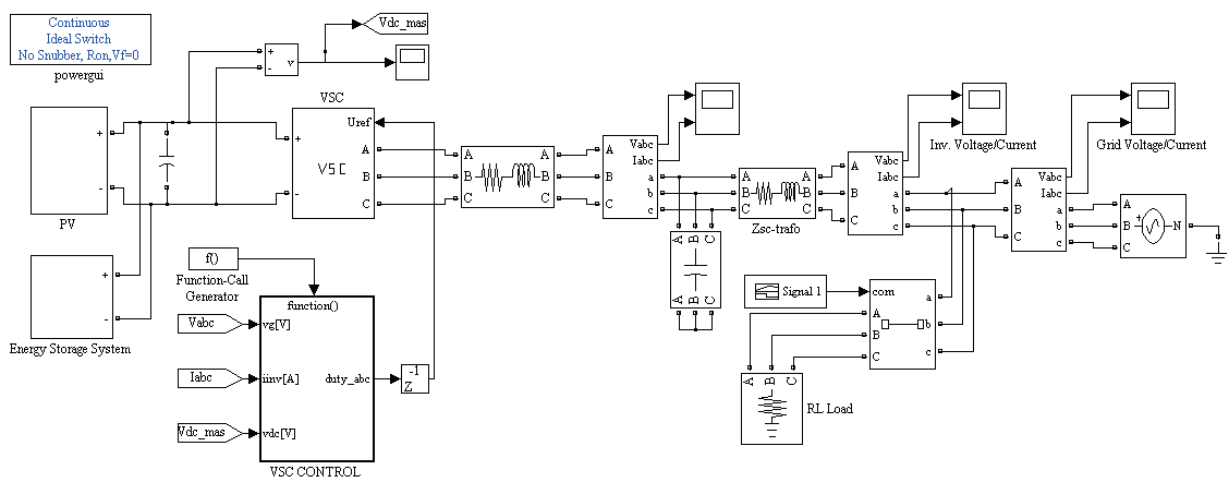 Continuous
Ideal Switch
No Snubber, Ron,Vf=0
powergui
+
-
v
Vdc_mas
PV
+
-
Energy Storage System
+
-
VSC
Uref
+
-
VSC
A
B
C
A
B
C
A
B
C
A
B
C
Vabc
Iabc
a
b
c
A
B
C
A
B
C
A
B
C
A
B
C
Zsc-trafo
A
B
C
Vabc
Iabc
a
b
c
Inv. Voltage/Current
A
B
C
Vabc
Iabc
a
b
c
Grid Voltage/Current
A
B
C
+
N
Signal 1
com
A
B
C
a
b
c
A
B
C
RL Load
f()
Function-Call
Generator
function()
Vabc
vg[V]
Iabc
iinv[A]
duty_abc
-1
Z
Vdc_mas
vdc[V]
VSC CONTROL